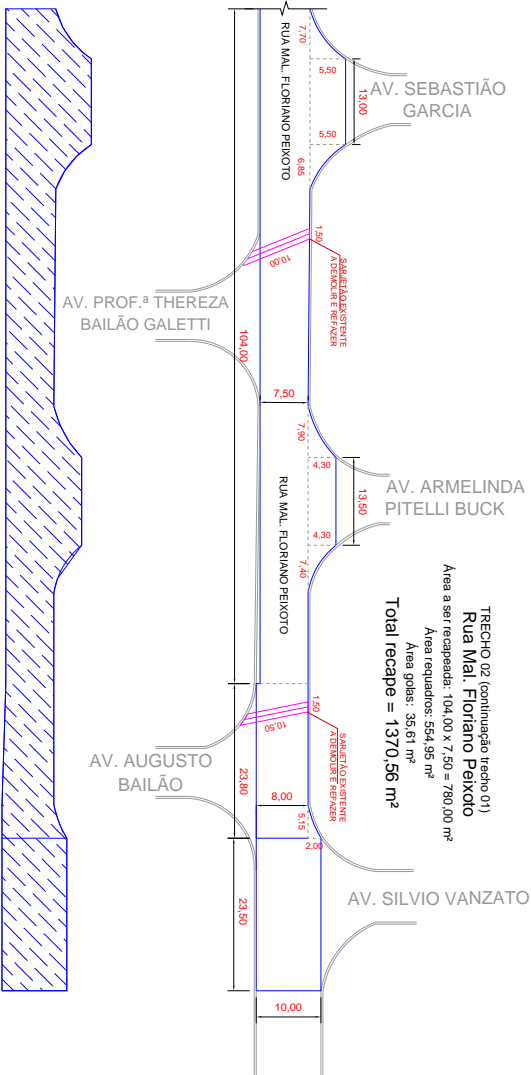 7,70
5,50
13,00
5,50
6,85
AV. SEBASTIÃO
GARCIA
RUA MAL. FLORIANO PEIXOTO
1,50
10,00
SARJETÃO EXISTENTE
A DEMOLIR E REFAZER
AV. PROF.ª THEREZA
BAILÃO GALETTI
104,00
7,50
7,90
4,30
13,50
4,30
7,40
AV. ARMELINDA
PITELLI BUCK
RUA MAL. FLORIANO PEIXOTO
TRECHO 02 (continuação trecho 01)
Rua Mal. Floriano Peixoto
Área a ser recapeada: 104,00 x 7,50 = 780,00 m²
Área requadros: 554,95 m²
Área golas: 35,61 m²
Total recape = 1370,56 m²
1,50
10,50
SARJETÃO EXISTENTE
A DEMOLIR E REFAZER
AV. AUGUSTO
BAILÃO
23,80
8,00
5,15
2,00
AV. SILVIO VANZATO
23,50
10,00